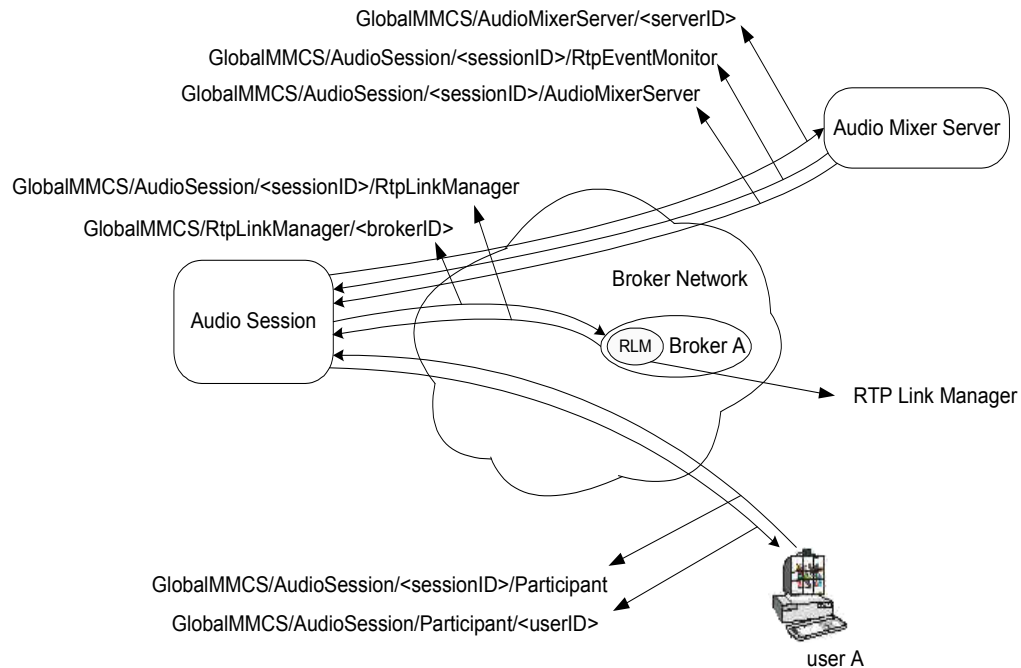 GlobalMMCS/AudioMixerServer/<serverID>
GlobalMMCS/AudioSession/<sessionID>/RtpEventMonitor
GlobalMMCS/AudioSession/<sessionID>/AudioMixerServer
Audio Mixer Server
GlobalMMCS/AudioSession/<sessionID>/RtpLinkManager
GlobalMMCS/RtpLinkManager/<brokerID>
Broker Network
Audio Session
RLM
Broker A
RTP Link Manager
GlobalMMCS/AudioSession/<sessionID>/Participant
GlobalMMCS/AudioSession/Participant/<userID>
user A